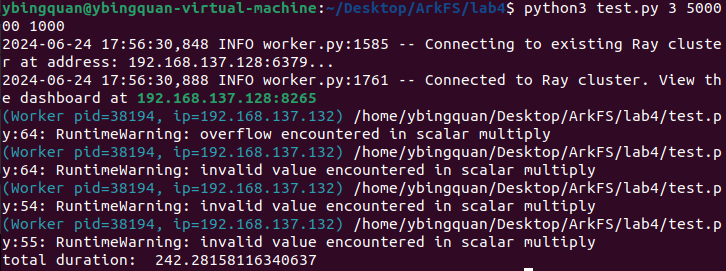 ybingquan@ybingquan-virtual-machine:~/Desktop/ArkFS/lab4$ python3 test.py 3 5000
00 1000
2024-06-24 17:56:30,848 INFO worker.py:1585 -- Connecting to existing Ray cluste
r at address: 192.168.137.128:6379...
2024-06-24 17:56:30,888 INFO worker.py:1761 -- Connected to Ray cluster. View th
e dashboard at 192.168.137.128:8265
(Worker pid=38194, ip=192.168.137.132) /home/ybingquan/Desktop/ArkFS/lab4/test.p
y:64: RuntimeWarning: overflow encountered in scalar multiply
(Worker pid=38194, ip=192.168.137.132) /home/ybingquan/Desktop/ArkFS/lab4/test.p
y:64: RuntimeWarning: invalid value encountered in scalar multiply
(Worker pid=38194, ip=192.168.137.132) /home/ybingquan/Desktop/ArkFS/lab4/test.p
y:54: RuntimeWarning: invalid value encountered in scalar multiply
(Worker pid=38194, ip=192.168.137.132) /home/ybingquan/Desktop/ArkFS/lab4/test.p
y:55: RuntimeWarning: invalid value encountered in scalar multiply
total duration:  242.28158116340637